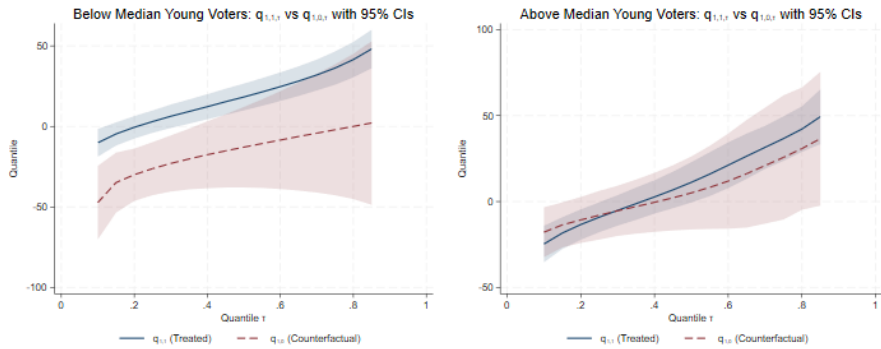 Below Median Young Voters: q₁,₁,τ vs q₁,₀,τ with 95% CIs
50
0
-50
-100
Quantile
0 .2 .4 .6 .8 1
Quantile τ
q₁,₁ (Treated) q₁,₀ (Counterfactual)
Above Median Young Voters: q₁,₁,τ vs q₁,₀,τ with 95% CIs
100
50
0
-50
Quantile
0 .2 .4 .6 .8 1
Quantile τ
q₁,₁ (Treated) q₁,₀ (Counterfactual)